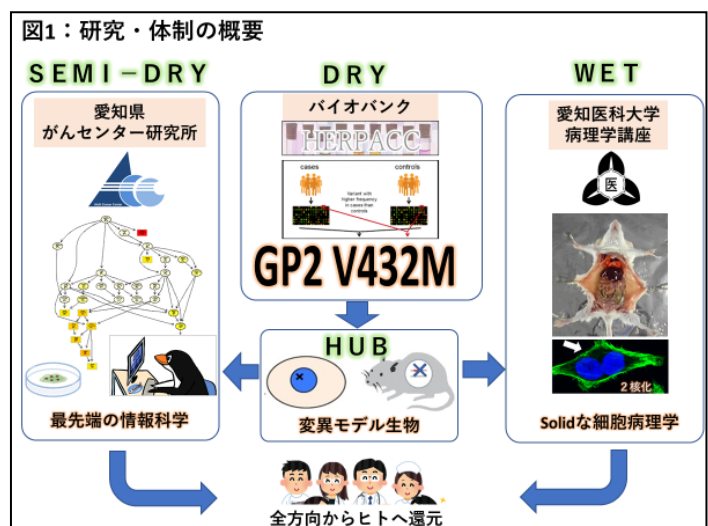 図1：研究・体制の概要
SEMI-DRY
DRY
WET
愛知県
がんセンター研究所
バイオバンク
HERPACC
cases
controls
Variant with
higher frequency
in cases than
controls
GP2 V432M
愛知医科大学
病理学講座
医
HUB
2核化
最先端の情報科学
変異モデル生物
Solidな細胞病理学
全方向からヒトへ還元